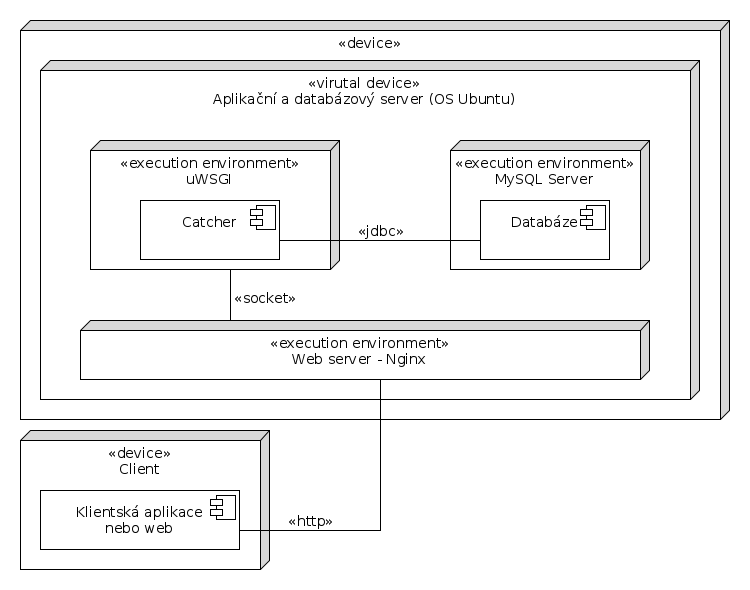 «device»
«virutal device»
Aplikační a databázový server (OS Ubuntu)
«execution environment»
uWSGI
Catcher
«jdbc»
«execution environment»
MySQL Server
Databáze
«socket»
«execution environment»
Web server - Nginx
«device»
Client
Klientská aplikace
nebo web
«http»